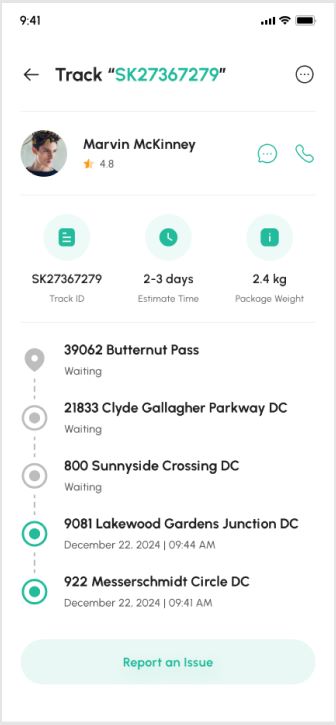 9:41
Track “SK27367279”
Marvin McKinney
4.8
SK27367279
2-3 days
2.4 kg
Track ID
Estimate Time
Package Weight
39062 Butternut Pass
Waiting
21833 Clyde Gallagher Parkway DC
Waiting
800 Sunnyside Crossing DC
Waiting
9081 Lakewood Gardens Junction DC
December 22, 2024 | 09:44 AM
922 Messerschmidt Circle DC
December 22, 2024 | 09:41 AM
Report an Issue